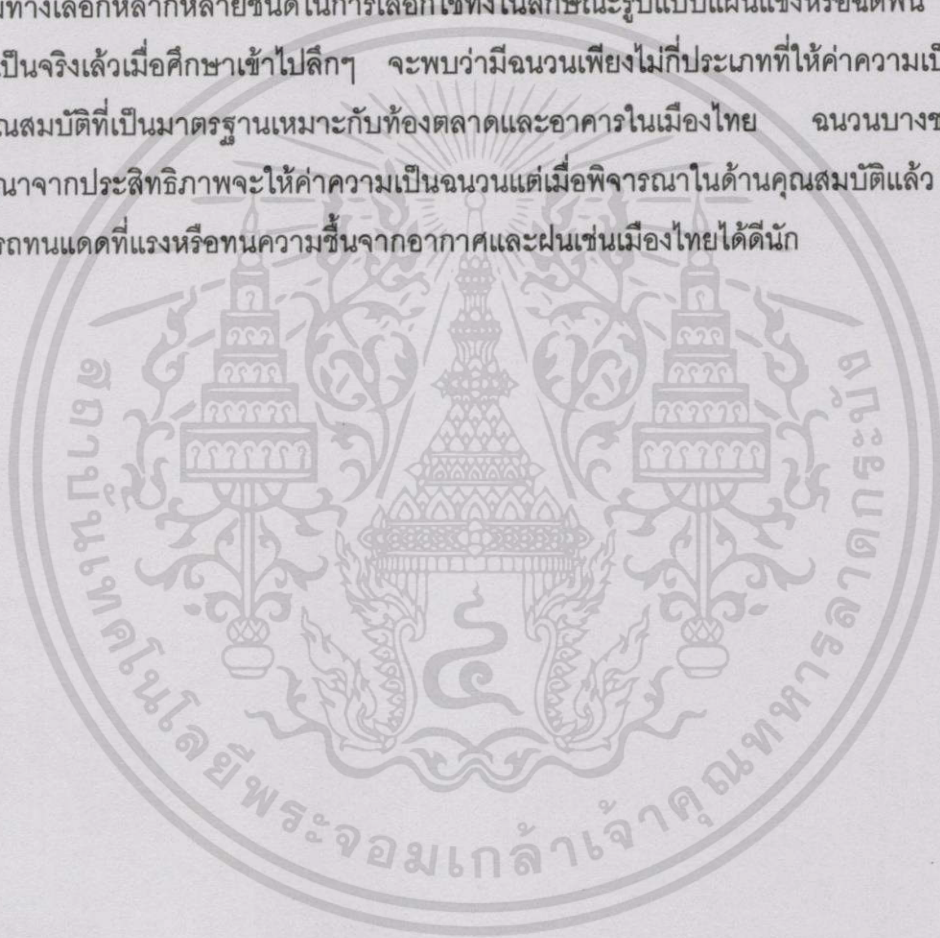 ทางเลือกหลากหลายชนิดในการเลือกใช้ทั้งในลักษณะรูปแบบแผ่นแข็งหรือฉีดพ่น
เป็นจริงแล้วเมื่อศึกษาเข้าไปลึกๆ จะพบว่ามีฉนวนเพียงไม่กี่ประเภทที่ให้ค่าความเป็
ณสมบัติที่เป็นมาตรฐานเหมาะกับท้องตลาดและอาคารในเมืองไทย ฉนวนบางช
ณาจากประสิทธิภาพจะให้ค่าความเป็นฉนวนแต่เมื่อพิจารณาในด้านคุณสมบัติแล้ว
รถทนแดดที่แรงหรือทนความชื้นจากอากาศและฝนเช่นเมืองไทยได้ดีนัก
สถาบันเทคโนโลยีพระจอมเกล้าเจ้าคุณทหารลาดกระบัง
๔